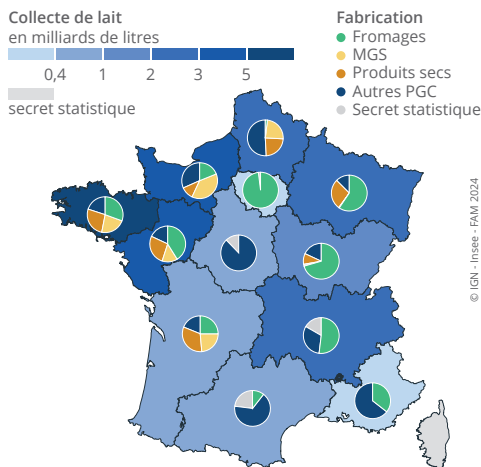 Collecte de lait
en milliards de litres
0,4 1 2 3 5
secret statistique
Fabrication
Fromages
MGS
Produits secs
Autres PGC
Secret statistique
© IGN - Insee - FAM 2024